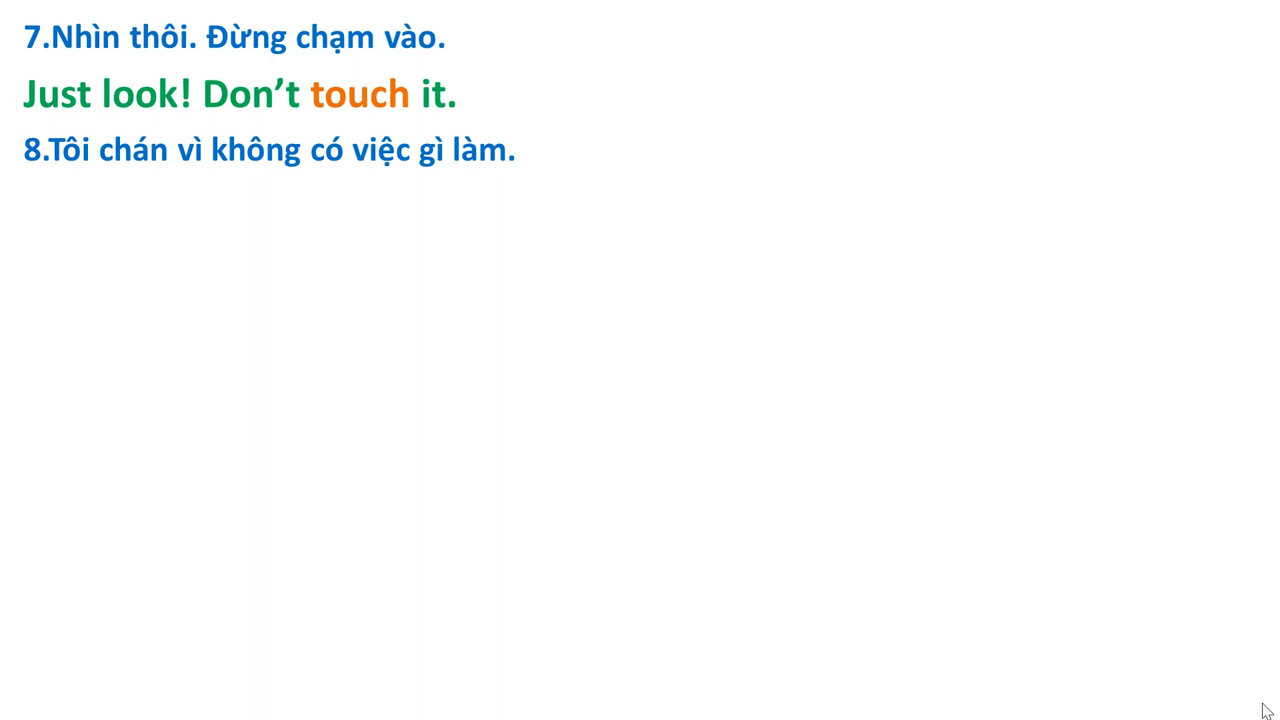 7.Nhìn thôi. Đừng chạm vào.
Just look! Don’t touch it.
8.Tôi chán vì không có việc gì làm.